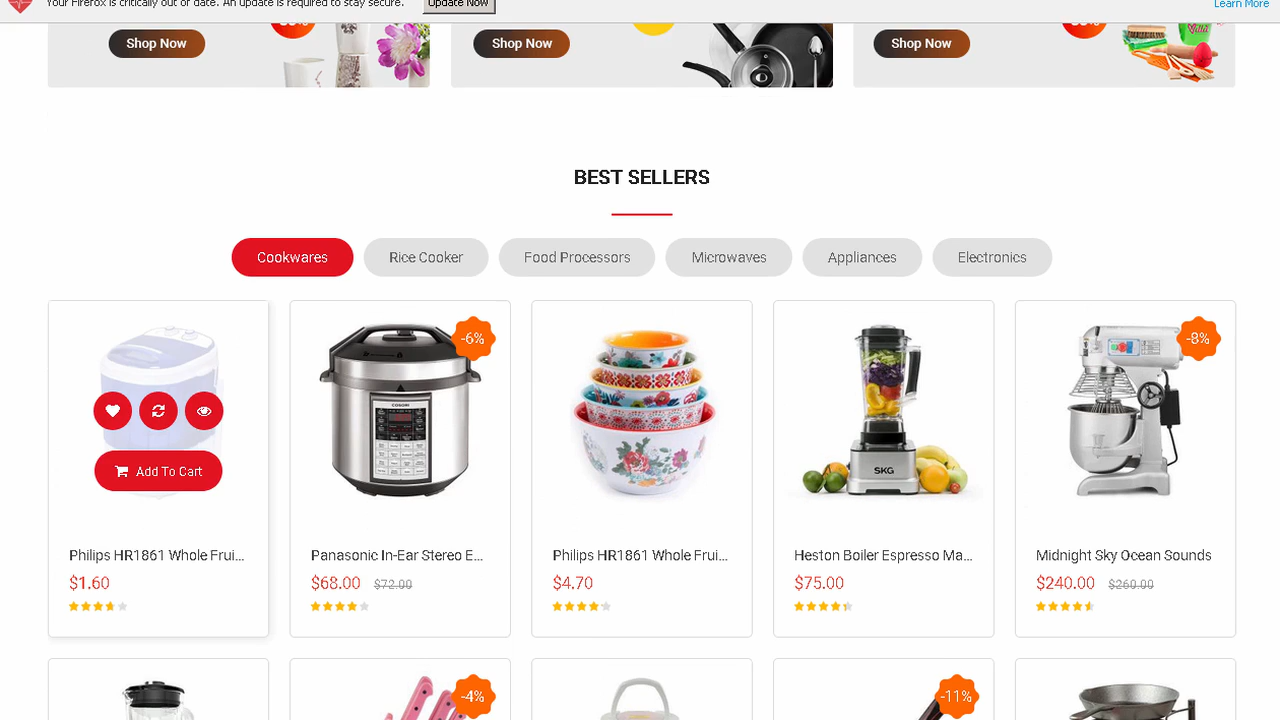 Your Firefox is critically out of date. An update is required to stay secure.
Update Now
Learn More
Shop Now
Shop Now
Shop Now
BEST SELLERS
Cookwares
Rice Cooker
Food Processors
Microwaves
Appliances
Electronics
-6%
-8%
COSORI
SKG
Add To Cart
Philips HR1861 Whole Frui...
Panasonic In-Ear Stereo E...
Philips HR1861 Whole Frui...
Heston Boiler Espresso Ma...
Midnight Sky Ocean Sounds
$1.60
$68.00 $72.00
$4.70
$75.00
$240.00 $260.00
-4%
-11%